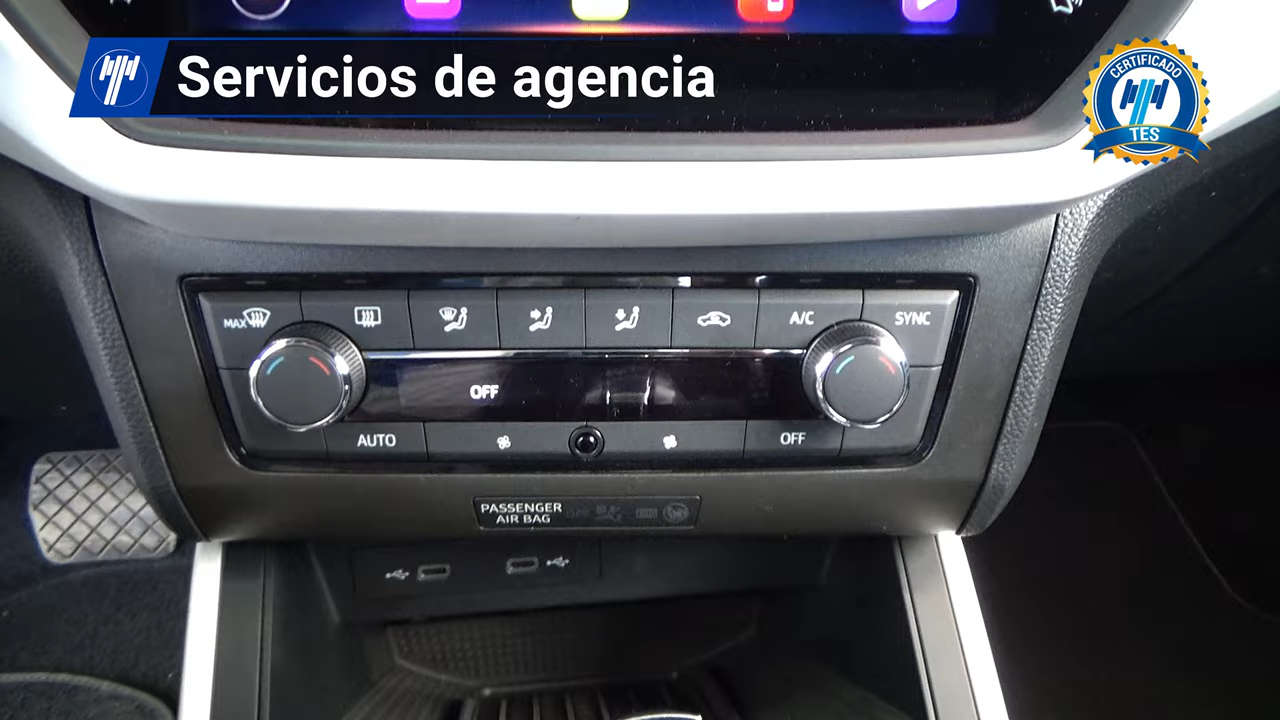 Servicios de agencia
CERTIFICADO
TES
MAX
A/C
SYNC
OFF
AUTO
OFF
PASSENGER
AIR BAG